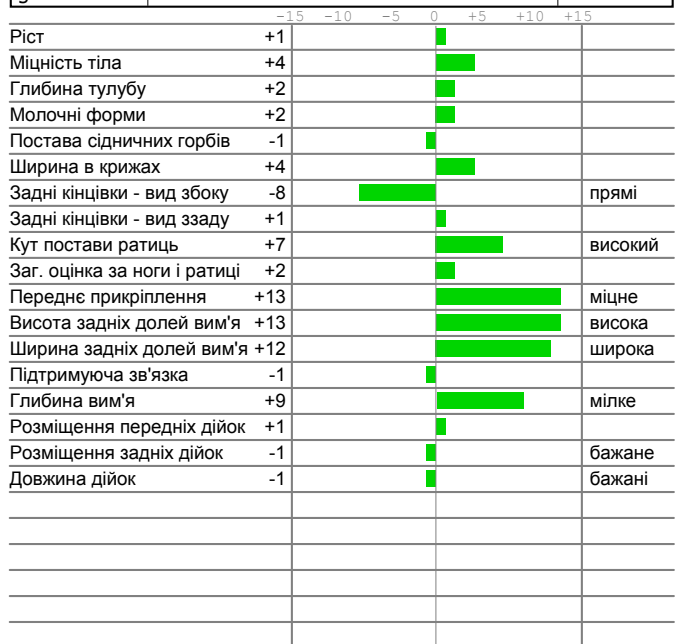 -15 -10 -5 0 +5 +10 +15
Ріст +1
Міцність тіла +4
Глибина тулубу +2
Молочні форми +2
Постава сідничних горбів -1
Ширина в крижах +4
Задні кінцівки - вид збоку -8 прямі
Задні кінцівки - вид ззаду +1
Кут постави ратиць +7 високий
Заг. оцінка за ноги і ратиці +2
Переднє прикріплення +13 міцне
Висота задніх долей вим'я +13 висока
Ширина задніх долей вим'я +12 широка
Підтримуюча зв'язка -1
Глибина вим'я +9 мілке
Розміщення передніх дійок +1
Розміщення задніх дійок -1 бажане
Довжина дійок -1 бажані